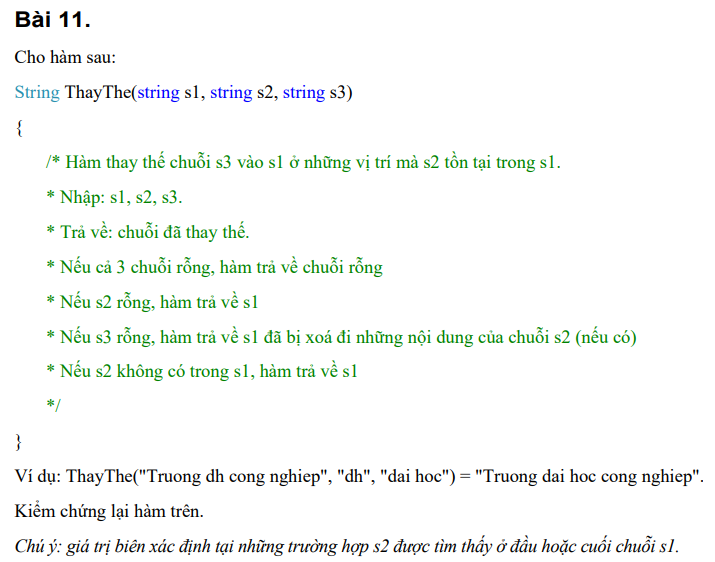 Bài 11.
Cho hàm sau:
String ThayThe(string s1, string s2, string s3)
{
/* Hàm thay thế chuỗi s3 vào s1 ở những vị trí mà s2 tồn tại trong s1.
* Nhập: s1, s2, s3.
* Trả về: chuỗi đã thay thế.
* Nếu cả 3 chuỗi rỗng, hàm trả về chuỗi rỗng
* Nếu s2 rỗng, hàm trả về s1
* Nếu s3 rỗng, hàm trả về s1 đã bị xoá đi những nội dung của chuỗi s2 (nếu có)
* Nếu s2 không có trong s1, hàm trả về s1
*/
}
Ví dụ: ThayThe("Truong dh cong nghiep", "dh", "dai hoc") = "Truong dai hoc cong nghiep".
Kiểm chứng lại hàm trên.
Chú ý: giá trị biên xác định tại những trường hợp s2 được tìm thấy ở đầu hoặc cuối chuỗi s1.